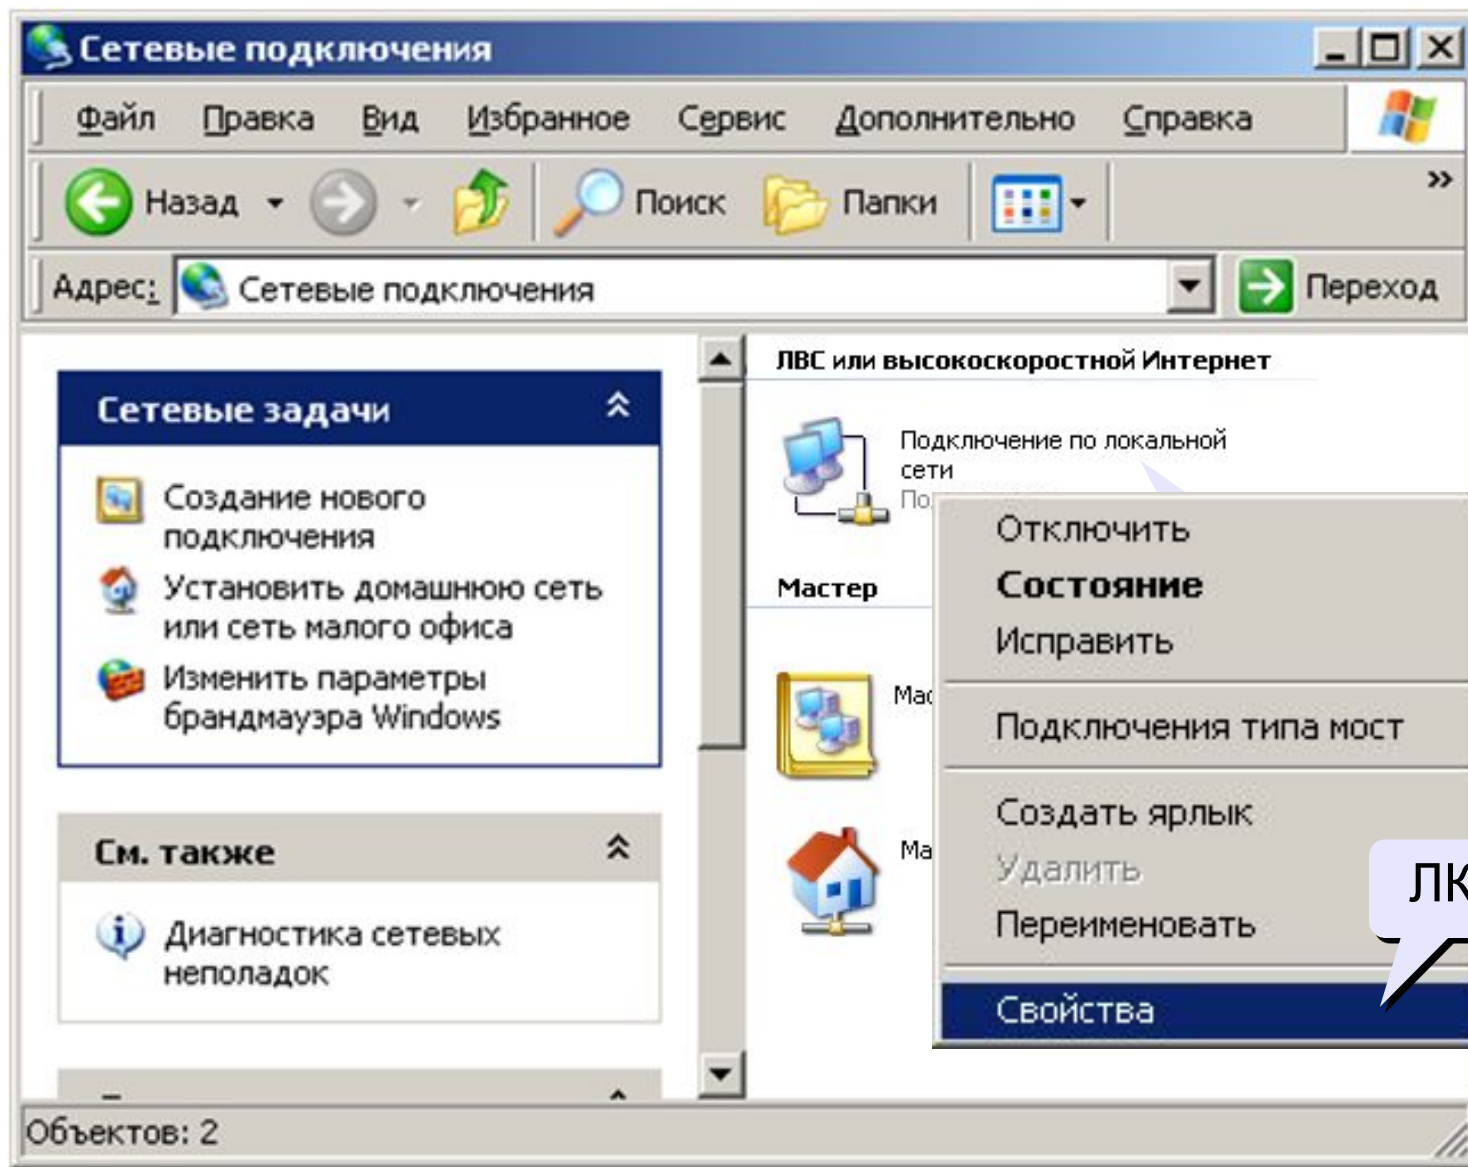 Сетевые подключения
Файл Правка Вид Избранное Сервис Дополнительно Справка
Назад Поиск Папки »
Адрес: Сетевые подключения Переход
Сетевые задачи
Создание нового
подключения
Установить домашнюю сеть
или сеть малого офиса
Изменить параметры
брандмауэра Windows
См. также
Диагностика сетевых
неполадок
ЛВС или высокоскоростной Интернет
Подключение по локальной
сети
Мастер
Отключить
Состояние
Исправить
Подключения типа мост
Создать ярлык
Удалить
Переименовать
Свойства
Объектов: 2